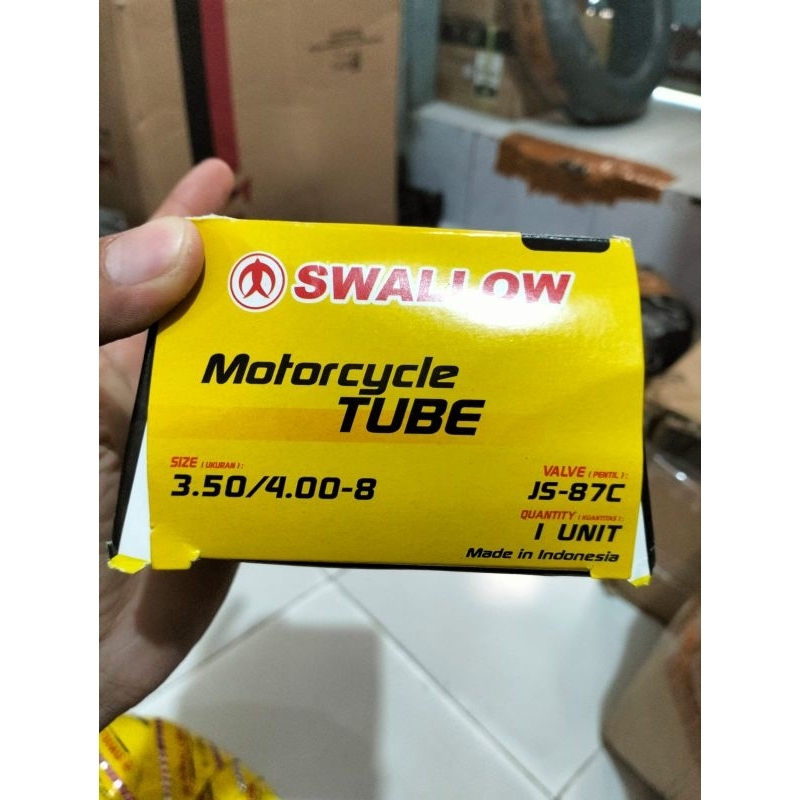 SWALLOW
Motorcycle
TUBE
SIZE (UKURAN):
3.50/4.00-8
VALVE (PENTIL):
JS-87C
QUANTITY (KUANTITAS):
1 UNIT
Made in Indonesia